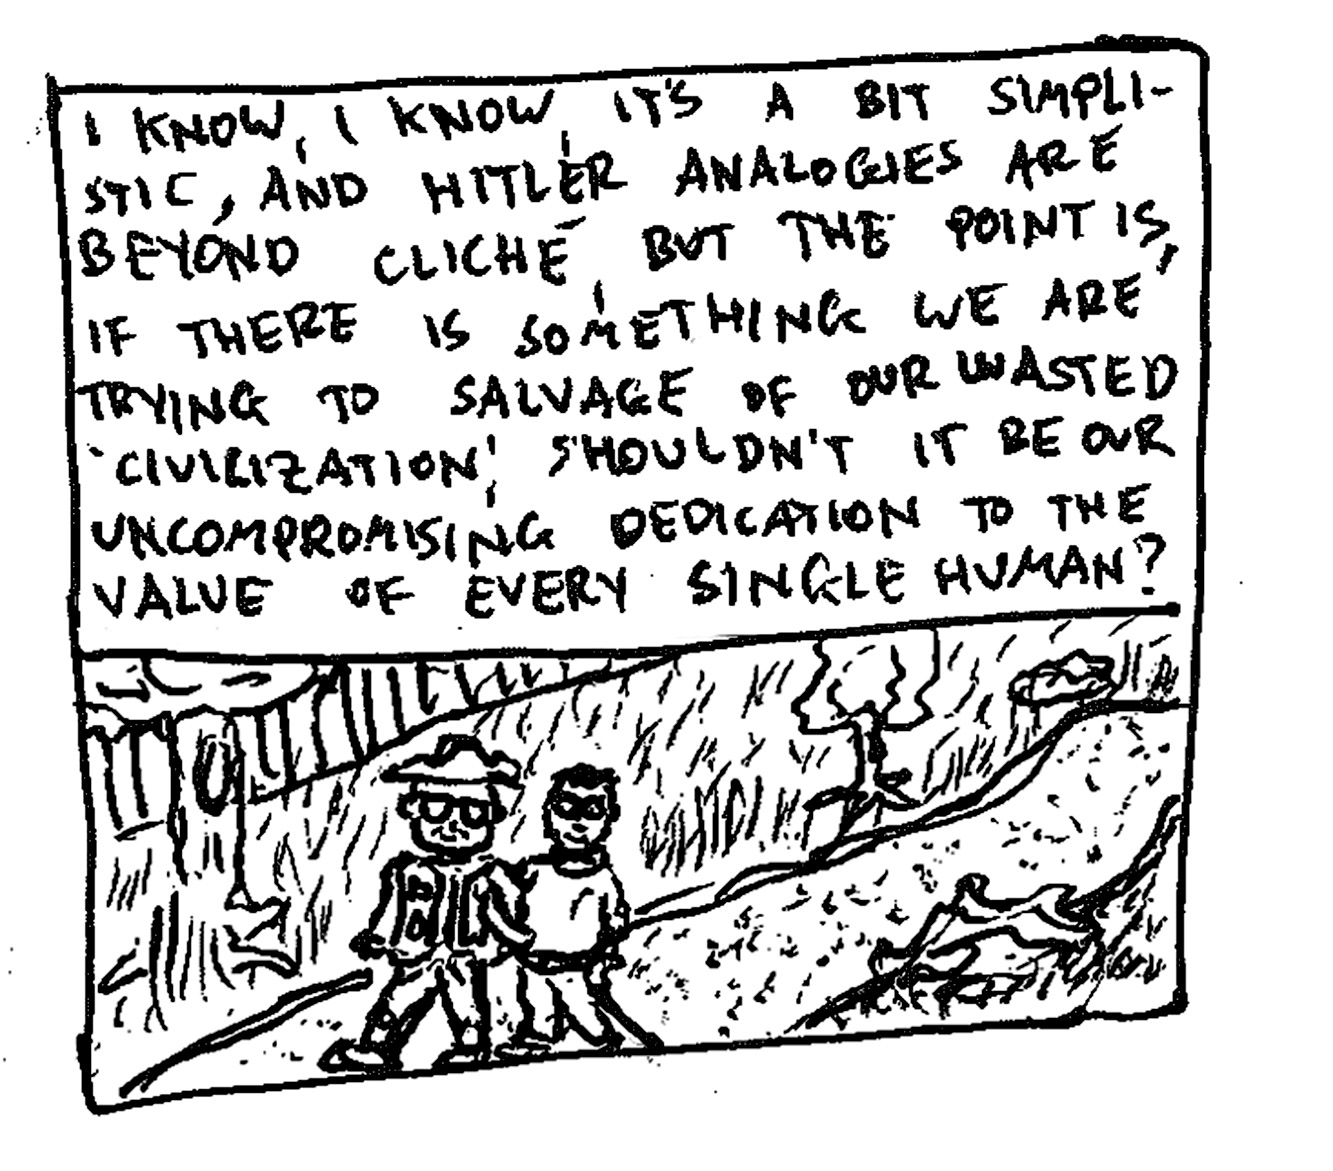 I KNOW, I KNOW, IT'S A BIT SIMPLI-
STIC, AND HITLER ANALOGIES ARE
BEYOND CLICHÉ, BUT THE POINT IS,
IF THERE IS SOMETHING WE ARE
TRYING TO SALVAGE OF OUR WASTED
'CIVILIZATION', SHOULDN'T IT BE OUR
UNCOMPROMISING DEDICATION TO THE
VALUE OF EVERY SINGLE HUMAN?